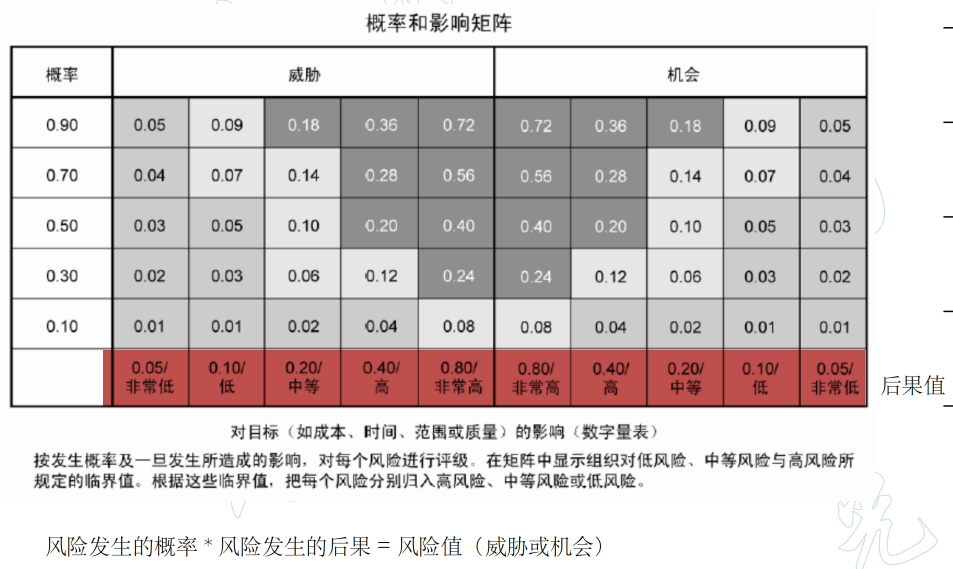 概率和影响矩阵
概率 威胁 机会
0.90 0.05 0.09 0.18 0.36 0.72 0.72 0.36 0.18 0.09 0.05
0.70 0.04 0.07 0.14 0.28 0.56 0.56 0.28 0.14 0.07 0.04
0.50 0.03 0.05 0.10 0.20 0.40 0.40 0.20 0.10 0.05 0.03
0.30 0.02 0.03 0.06 0.12 0.24 0.24 0.12 0.06 0.03 0.02
0.10 0.01 0.01 0.02 0.04 0.08 0.08 0.04 0.02 0.01 0.01
0.05/ 0.10/ 0.20/ 0.40/ 0.80/ 0.80/ 0.40/ 0.20/ 0.10/ 0.05/
非常低 低 中等 高 非常高 非常高 高 中等 低 非常低 后果值
对目标（如成本、时间、范围或质量）的影响（数字量表）
按发生概率及一旦发生所造成的影响，对每个风险进行评级。在矩阵中显示组织对低风险、中等风险与高风险所
规定的临界值。根据这些临界值，把每个风险分别归入高风险、中等风险或低风险。
风险发生的概率 * 风险发生的后果 = 风险值（威胁或机会）